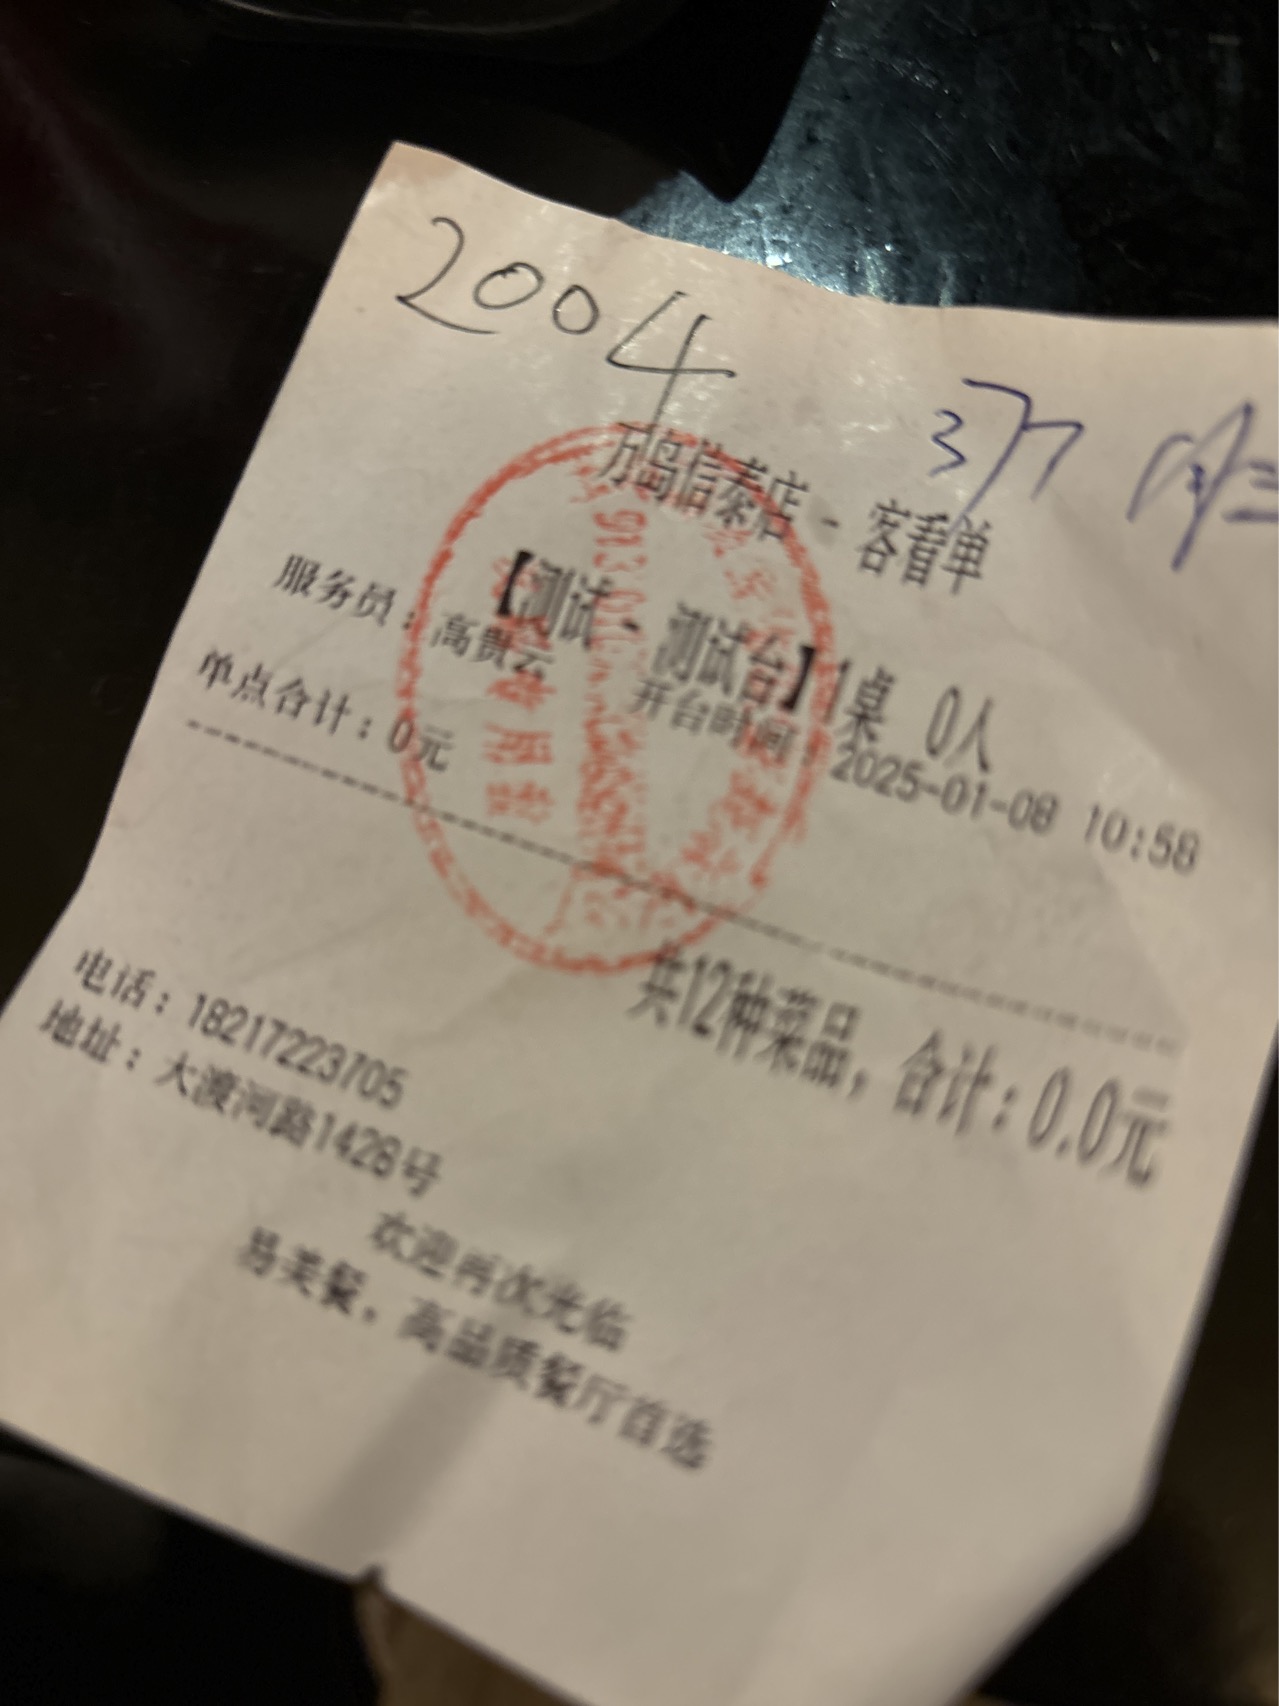 2004
万岛信泰店 - 客看单
【测试 - 测试台】1桌 0人
服务员：高贵云 开台时间：2025-01-08 10:58
单点合计：0元
共12种菜品，合计：0.0元
电话：18217223705
地址：大渡河路1428号
欢迎再次光临
易美餐，高品质餐厅首选